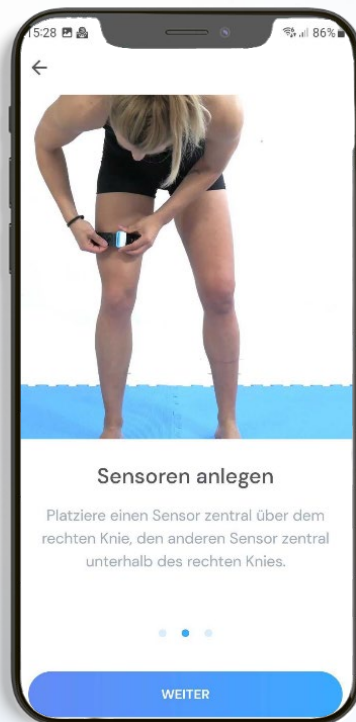 15:28 86%
Sensoren anlegen
Platziere einen Sensor zentral über dem
rechten Knie, den anderen Sensor zentral
unterhalb des rechten Knies.
WEITER